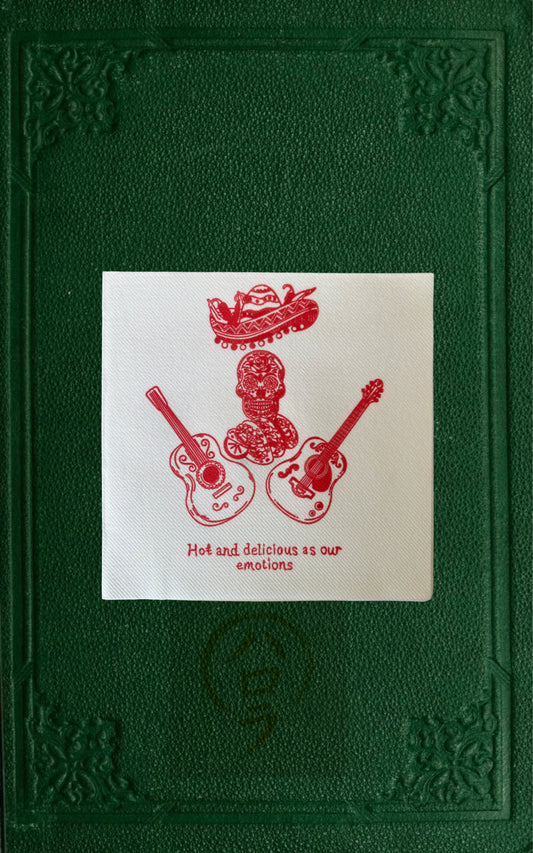 Hot and delicious as our
emotions